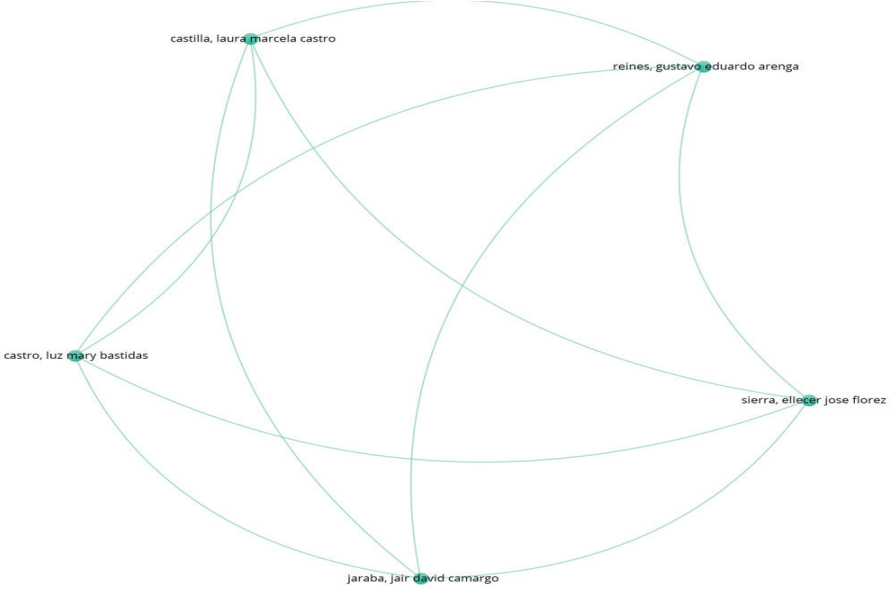 castilla, laura marcela castro
reines, gustavo eduardo arenga
castro, luz mary bastidas
sierra, eliecer jose florez
jaraba, jair david camargo